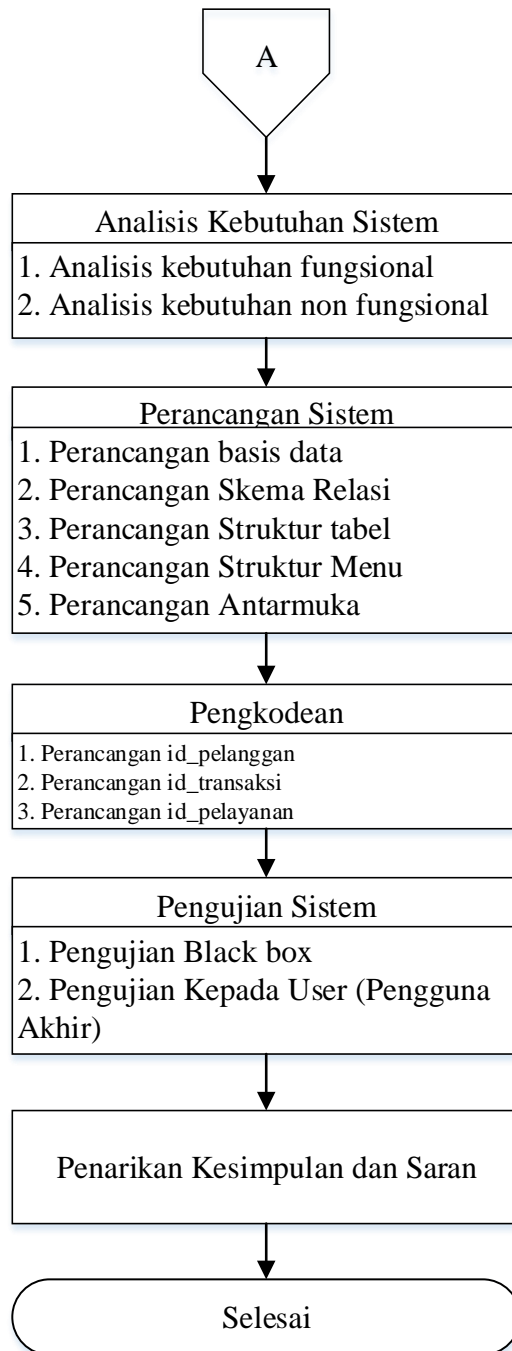 A
Analisis Kebutuhan Sistem
1. Analisis kebutuhan fungsional
2. Analisis kebutuhan non fungsional
Perancangan Sistem
1. Perancangan basis data
2. Perancangan Skema Relasi
3. Perancangan Struktur tabel
4. Perancangan Struktur Menu
5. Perancangan Antarmuka
Pengkodean
1. Perancangan id_pelanggan
2. Perancangan id_transaksi
3. Perancangan id_pelayanan
Pengujian Sistem
1. Pengujian Black box
2. Pengujian Kepada User (Pengguna
Akhir)
Penarikan Kesimpulan dan Saran
Selesai